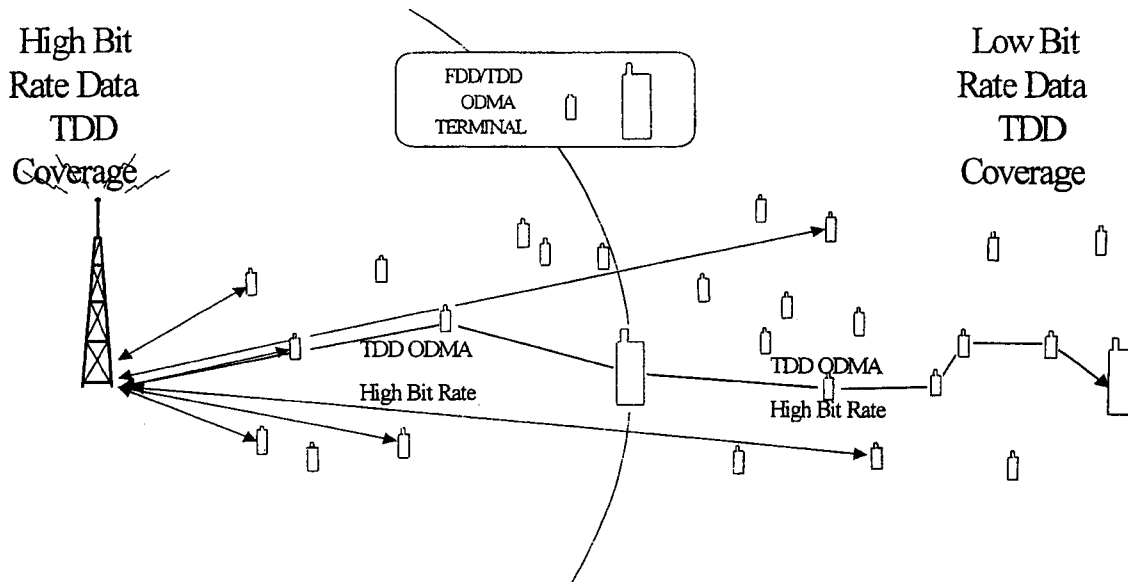 High Bit
Rate Data
TDD
Coverage
FDD/TDD
ODMA
TERMINAL
Low Bit
Rate Data
TDD
Coverage
TDD ODMA
High Bit Rate
TDD ODMA
High Bit Rate